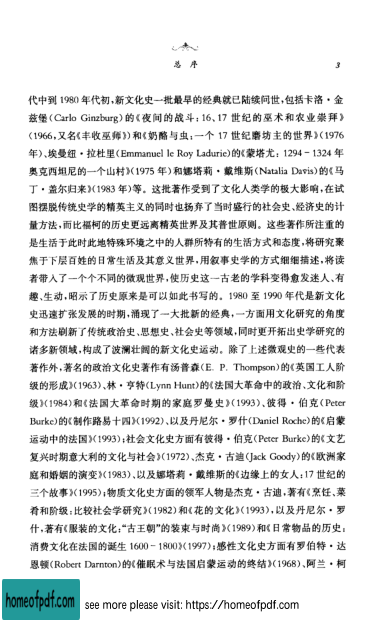 总 序
3
代中到 1980 年代初,新文化史一批最早的经典就已陆续问世,包括卡洛·金
兹堡(Carlo Ginzburg)的《夜间的战斗:16、17 世纪的巫术和农业崇拜》
(1966,又名《丰收巫师》)和《奶酪与虫:一个 17 世纪磨坊主的世界》(1976
年)、埃曼纽·拉杜里(Emmanuel le Roy Ladurie)的《蒙塔尤:1294-1324 年
奥克西坦尼的一个山村》(1975 年)和娜塔莉·戴维斯(Natalia Davis)的《马
丁·盖尔归来》(1983 年)等。这批著作受到了文化人类学的极大影响,在试
图摆脱传统史学的精英主义的同时也扬弃了当时盛行的社会史、经济史的计
量方法,而比福柯的历史更远离精英世界及其普世原则。这些著作所注重的
是生活于此时此地特殊环境之中的人群所特有的生活方式和态度,将研究聚
焦于下层百姓的日常生活及其意义世界,用叙事史学的方式细细描述,将读
者带入了一个个不同的微观世界,使历史这一古老的学科变得愈发迷人、有
趣、生动,昭示了历史原来是可以如此书写的。1980 至 1990 年代是新文化
史迅速扩张发展的时期,涌现了一大批新的经典,一方面用文化研究的角度
和方法刷新了传统政治史、思想史、社会史等领域,同时更开拓出史学研究的
诸多新领域,构成了波澜壮阔的新文化史运动。除了上述微观史的一些代表
著作外,著名的政治文化史著作有汤普森(E. P. Thompson)的《英国工人阶
级的形成》(1963)、林·亨特(Lynn Hunt)的《法国大革命中的政治、文化和阶
级》(1984)和《法国大革命时期的家庭罗曼史》(1993)、彼得·伯克(Peter
Burke)的《制作路易十四》(1992)、以及丹尼尔·罗什(Daniel Roche)的《启蒙
运动中的法国》(1993);社会文化史方面有彼得·伯克(Peter Burke)的《文艺
复兴时期意大利的文化与社会》(1972)、杰克·古迪(Jack Goody)的《欧洲家
庭和婚姻的演变》(1983)、以及娜塔莉·戴维斯的《边缘上的女人:17 世纪的
三个故事》(1995);物质文化史方面的领军人物是杰克·古迪,著有《烹饪、菜
肴和阶级:比较社会学研究》(1982)和《花的文化》(1993),以及丹尼尔·罗
什,著有《服装的文化:“古王朝”的装束与时尚》(1989)和《日常物品的历史:
消费文化在法国的诞生 1600-1800》(1997);感性文化史方面有罗伯特·达
恩顿(Robert Darnton)的《催眠术与法国启蒙运动的终结》(1968)、阿兰·柯
homeofpdf.com
see more please visit: https://homeofpdf.com